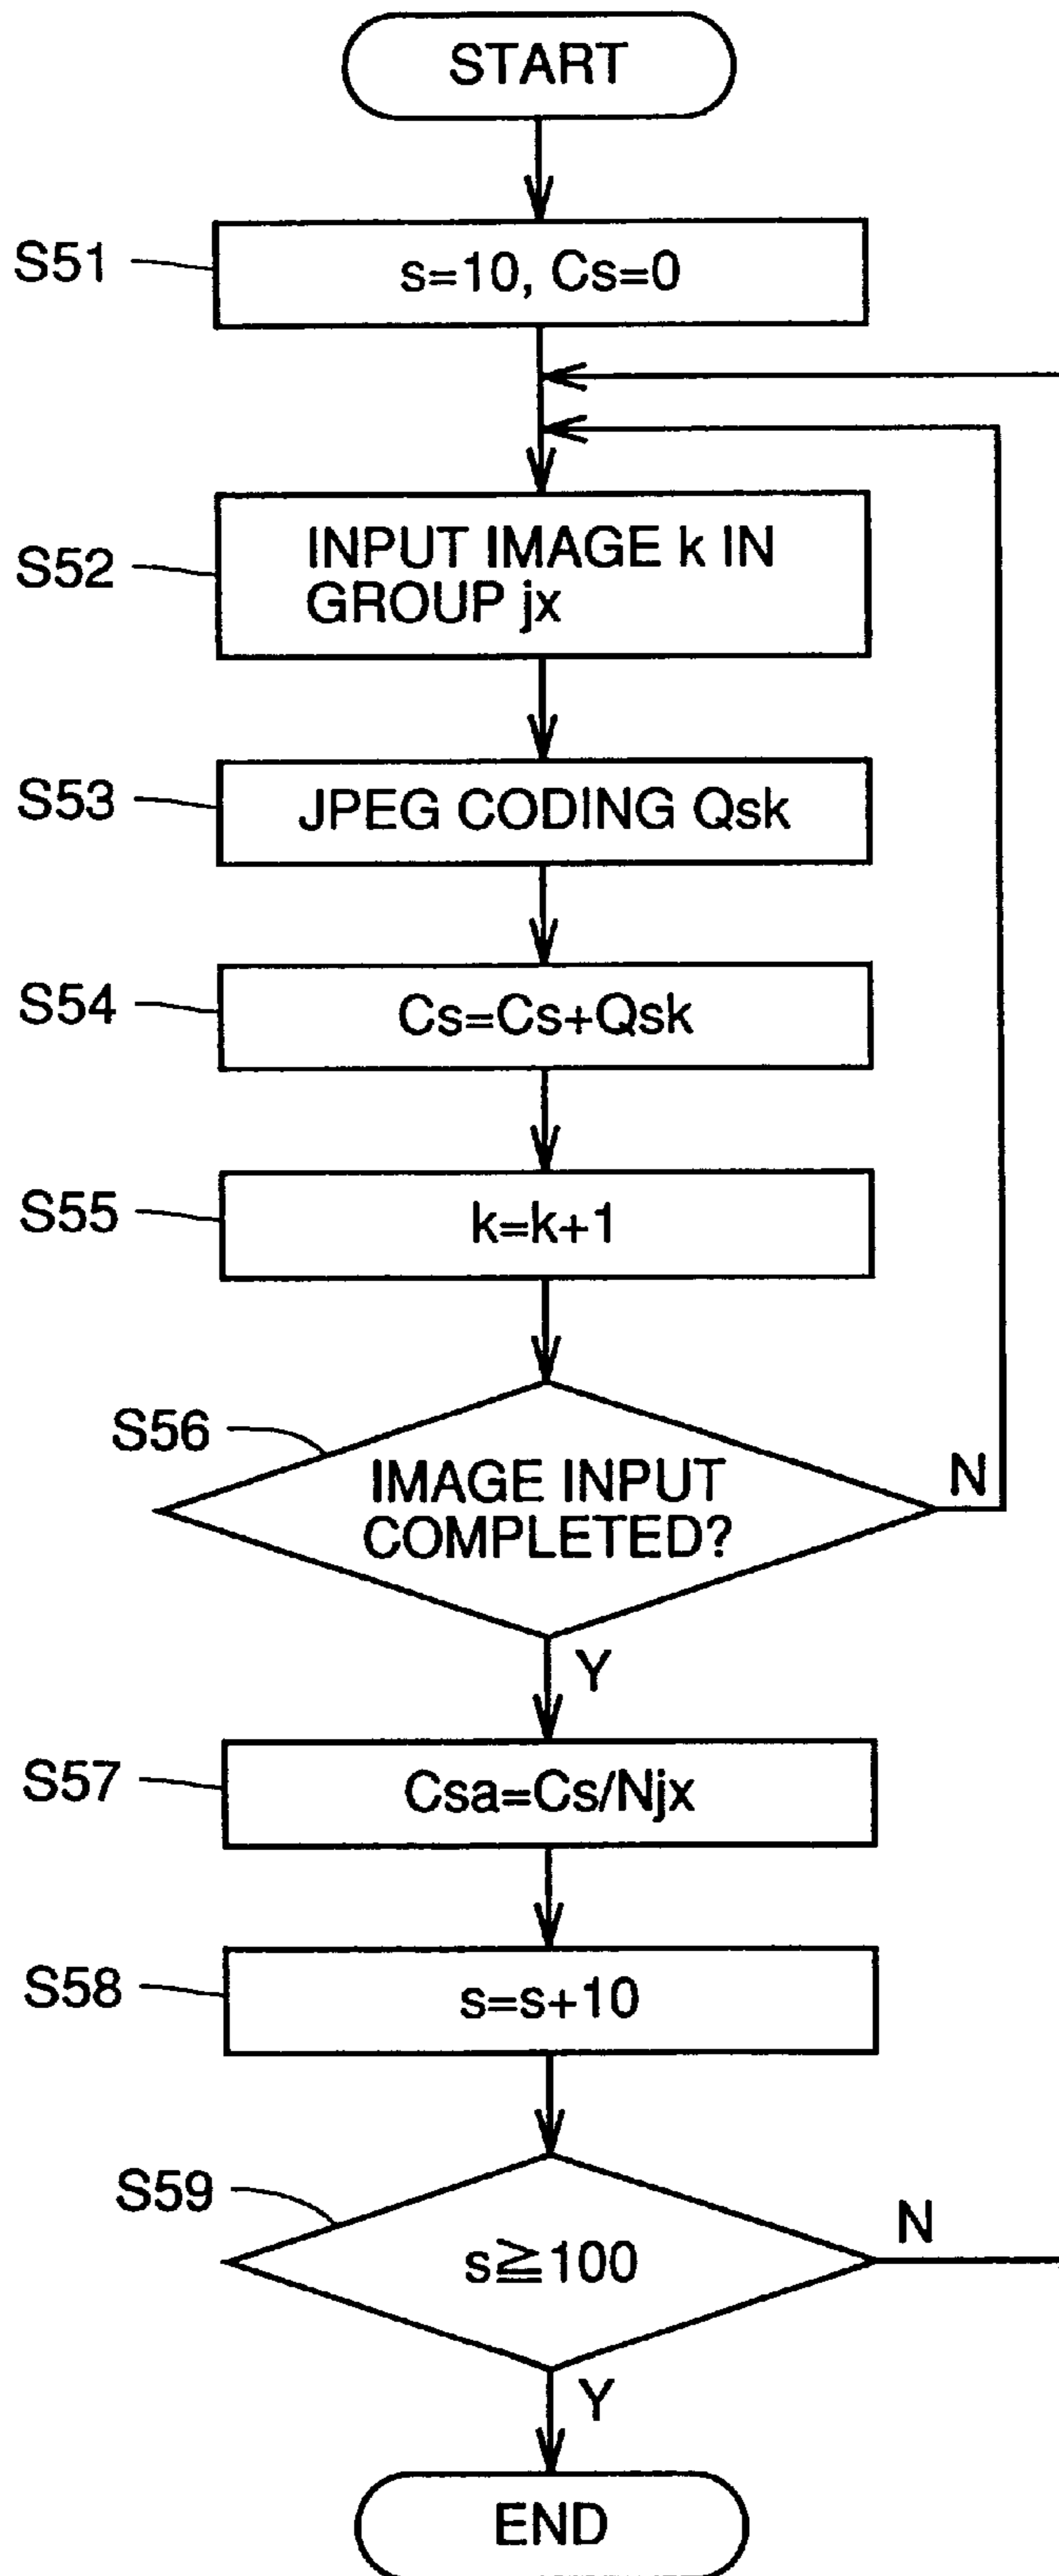 START
S51
s=10, Cs=0
S52
INPUT IMAGE k IN
GROUP jx
S53
JPEG CODING Qsk
S54
Cs=Cs+Qsk
S55
k=k+1
S56
IMAGE INPUT
COMPLETED?
N
Y
S57
Csa=Cs/Njx
S58
s=s+10
S59
s≧100
N
Y
END